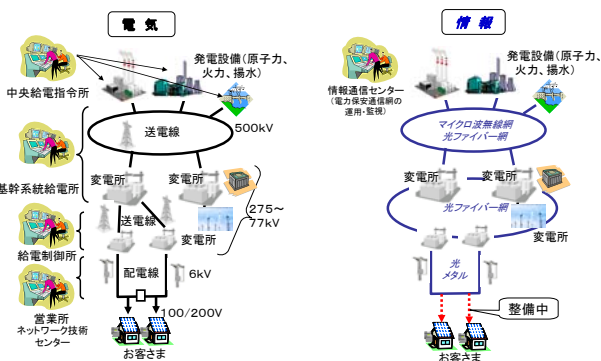 電 気
発電設備(原子力、
火力、揚水)
中央給電指令所
送電線
500kV
基幹系統給電所
変電所
変電所
275~
77kV
送電線
変電所
給電制御所
配電線
6kV
営業所
ネットワーク技術
センター
100/200V
お客さま
情 報
発電設備(原子力、
火力、揚水)
情報通信センター
(電力保安通信網の
運用・監視)
マイクロ波無線網
光ファイバー網
変電所
変電所
光ファイバー網
変電所
光
メタル
整備中
お客さま